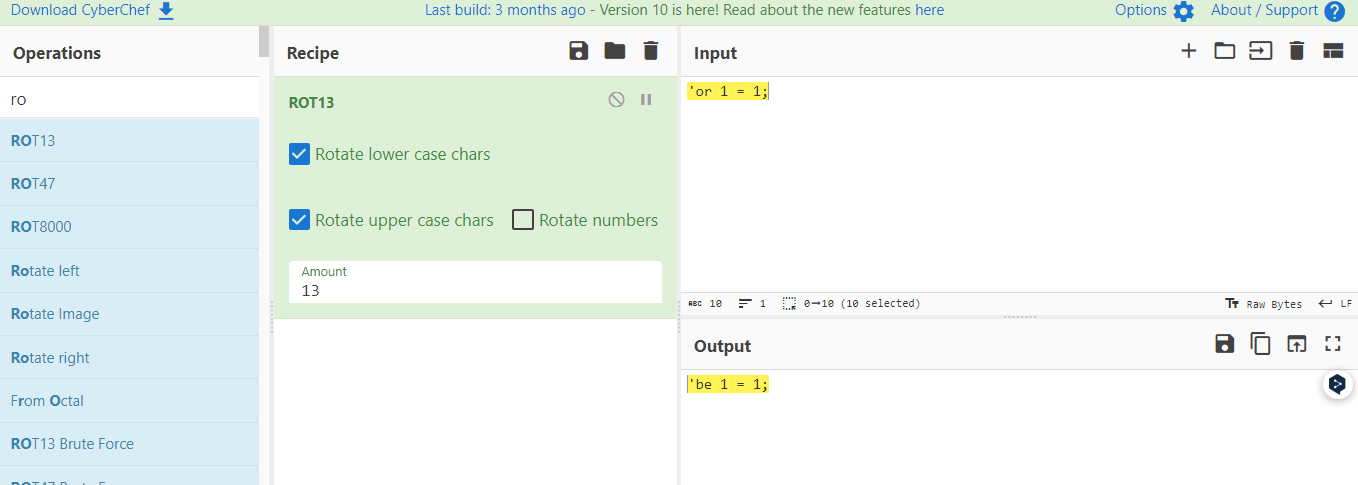 Download CyberChef
Last build: 3 months ago - Version 10 is here! Read about the new features here
Options
About / Support
Operations
Recipe
Input
ro
ROT13
ROT47
ROT8000
Rotate left
Rotate Image
Rotate right
From Octal
ROT13 Brute Force
ROT13
Rotate lower case chars
Rotate upper case chars
Rotate numbers
Amount
13
'or 1 = 1;
ABC 10
1
0→10 (10 selected)
Tт Raw Bytes
LF
Output
'be 1 = 1;